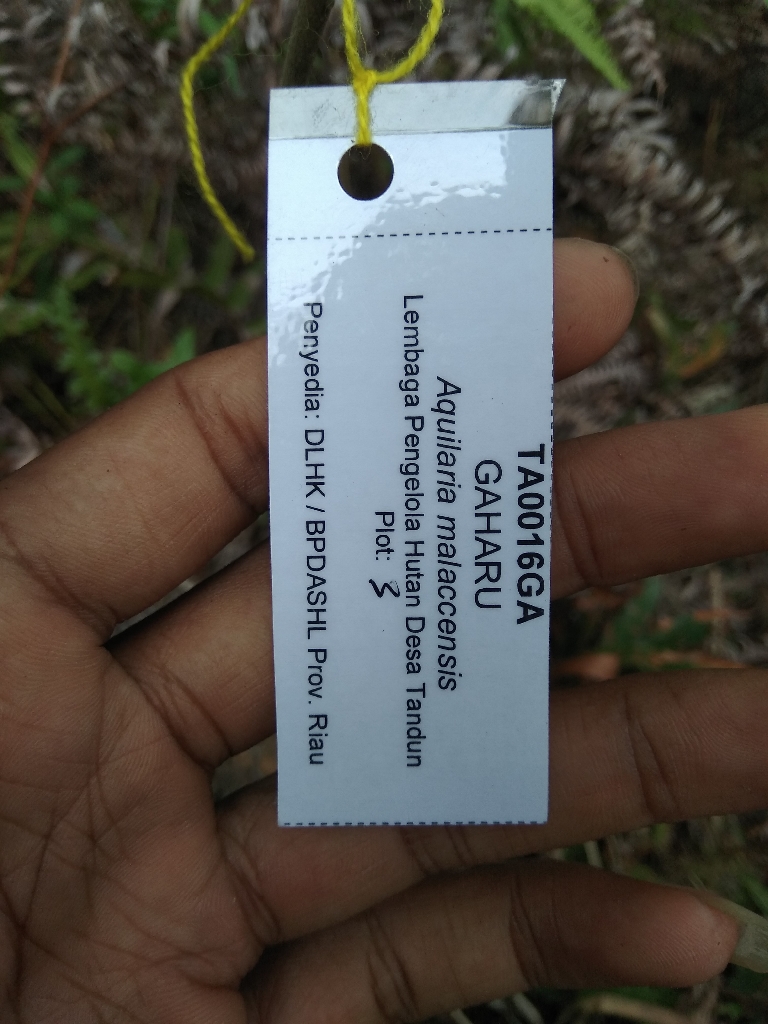 TA0016GA
GAHARU
Aquilaria malaccensis
Lembaga Pengelola Hutan Desa Tandun
Plot: 3
Penyedia: DLHK / BPDASHL Prov. Riau